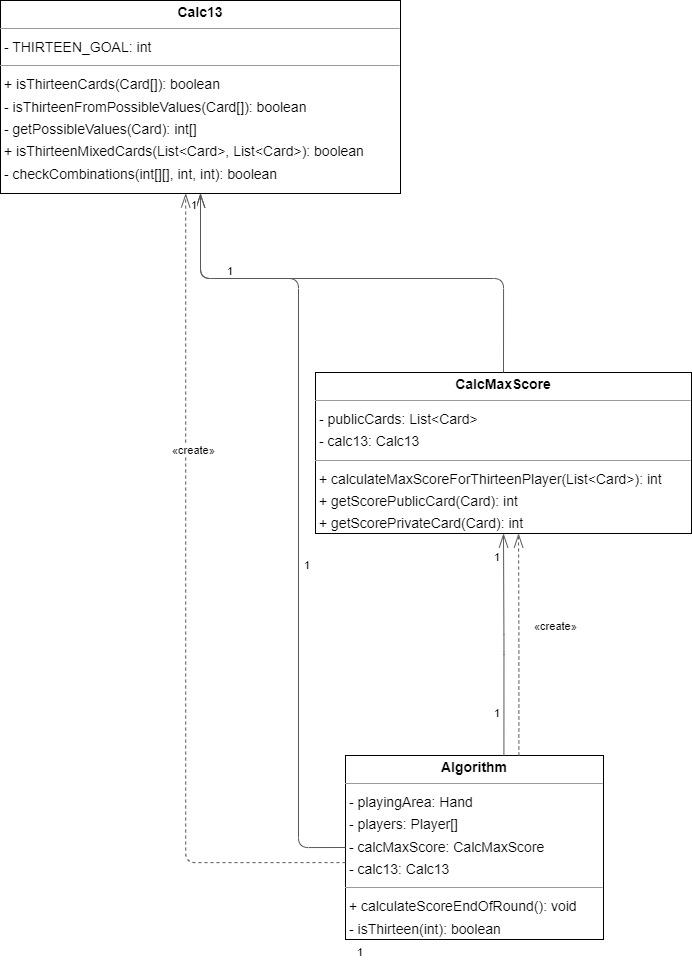 Calc13
- THIRTEEN_GOAL: int
+ isThirteenCards(Card[]): boolean
- isThirteenFromPossibleValues(Card[]): boolean
- getPossibleValues(Card): int[]
+ isThirteenMixedCards(List<Card>, List<Card>): boolean
- checkCombinations(int[][], int, int): boolean
1
1
CalcMaxScore
- publicCards: List<Card>
- calc13: Calc13
+ calculateMaxScoreForThirteenPlayer(List<Card>): int
+ getScorePublicCard(Card): int
+ getScorePrivateCard(Card): int
«create»
1
1
«create»
1
Algorithm
- playingArea: Hand
- players: Player[]
- calcMaxScore: CalcMaxScore
- calc13: Calc13
+ calculateScoreEndOfRound(): void
- isThirteen(int): boolean
1